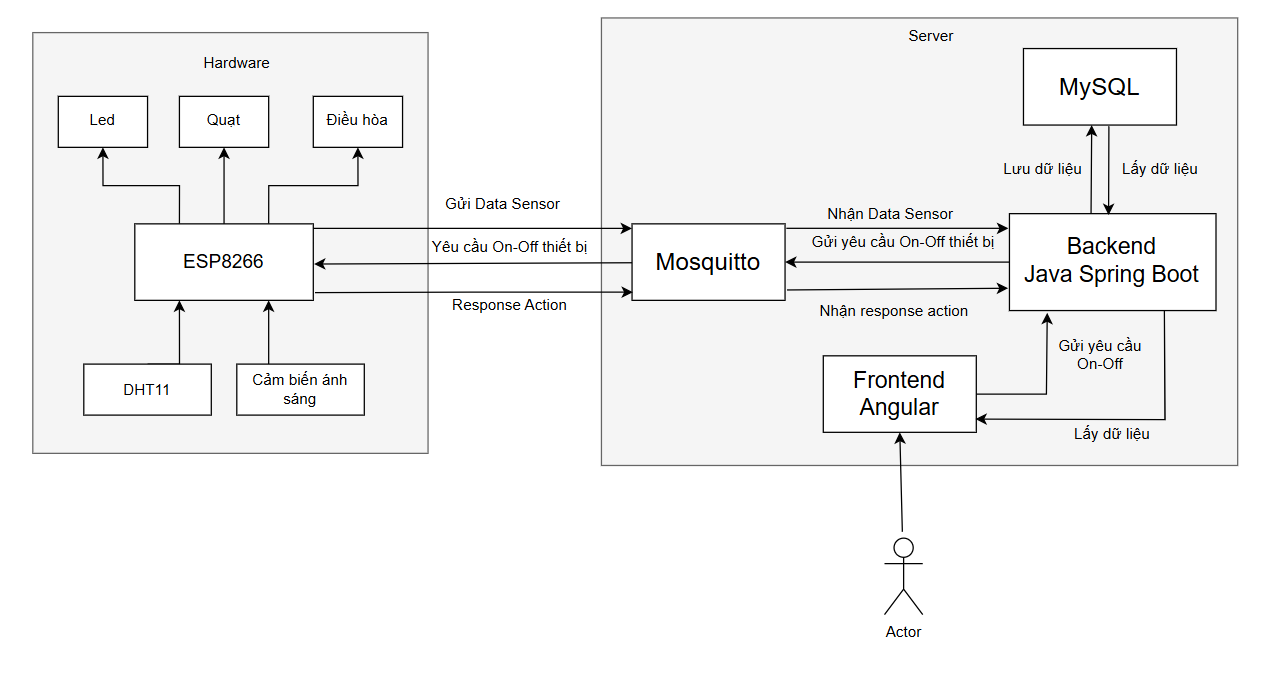 Hardware
Led
Quạt
Điều hòa
ESP8266
DHT11
Cảm biến ánh
sáng
Gửi Data Sensor
Yêu cầu On-Off thiết bị
Response Action
Server
MySQL
Lưu dữ liệu
Lấy dữ liệu
Mosquitto
Nhận Data Sensor
Gửi yêu cầu On-Off thiết bị
Nhận response action
Backend
Java Spring Boot
Gửi yêu cầu
On-Off
Frontend
Angular
Lấy dữ liệu
Actor